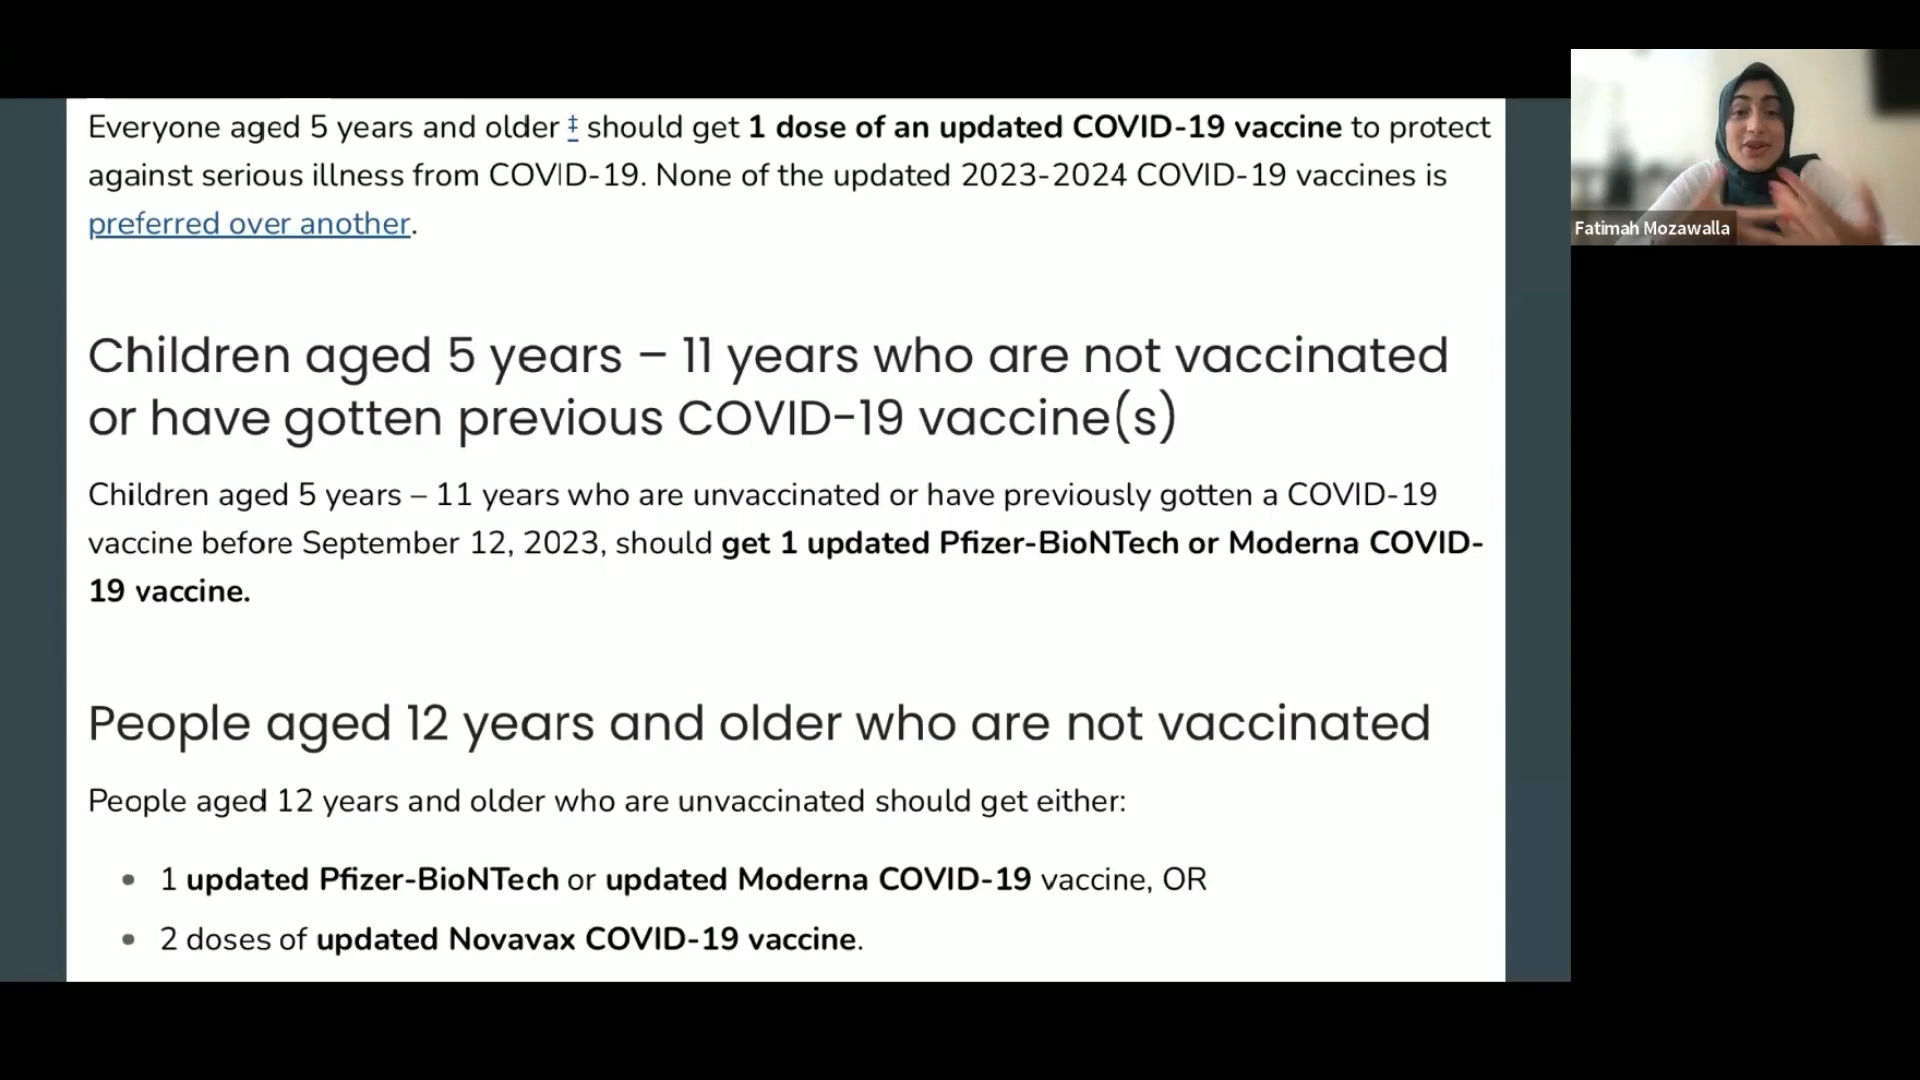 Everyone aged 5 years and older ‡ should get 1 dose of an updated COVID-19 vaccine to protect
against serious illness from COVID-19. None of the updated 2023-2024 COVID-19 vaccines is
preferred over another.
Children aged 5 years – 11 years who are not vaccinated
or have gotten previous COVID-19 vaccine(s)
Children aged 5 years – 11 years who are unvaccinated or have previously gotten a COVID-19
vaccine before September 12, 2023, should get 1 updated Pfizer-BioNTech or Moderna COVID-
19 vaccine.
People aged 12 years and older who are not vaccinated
People aged 12 years and older who are unvaccinated should get either:
• 1 updated Pfizer-BioNTech or updated Moderna COVID-19 vaccine, OR
• 2 doses of updated Novavax COVID-19 vaccine.
Fatimah Mozawalla